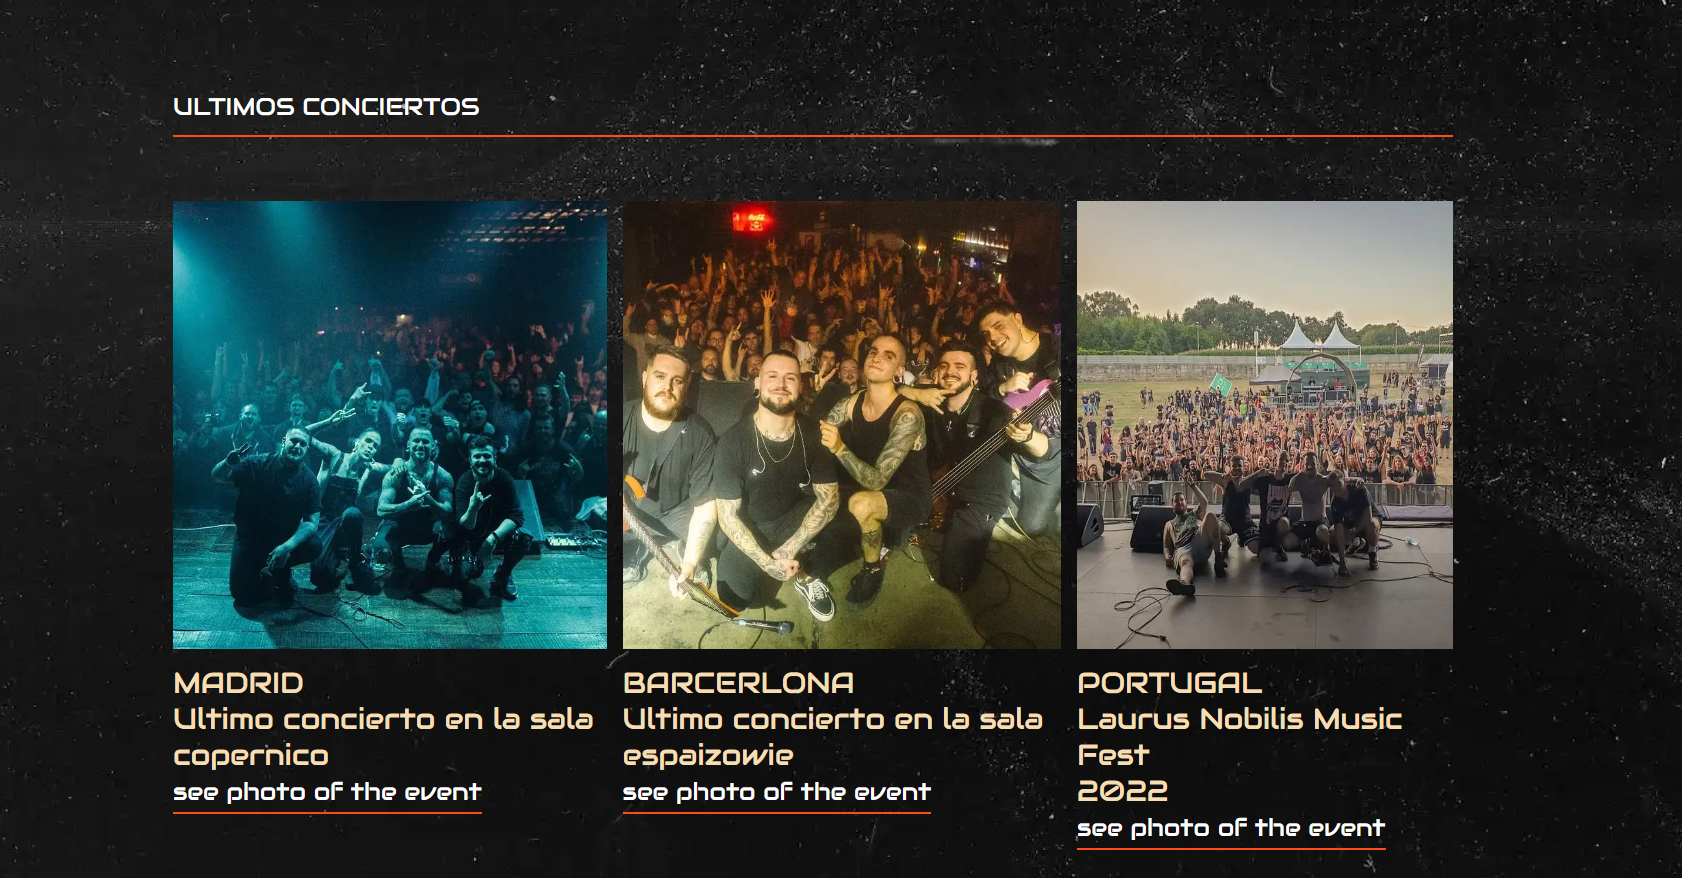 ULTIMOS CONCIERTOS
MADRID
Ultimo concierto en la sala
copernico
see photo of the event
BARCERLONA
Ultimo concierto en la sala
espaizowie
see photo of the event
PORTUGAL
Laurus Nobilis Music
Fest
2022
see photo of the event